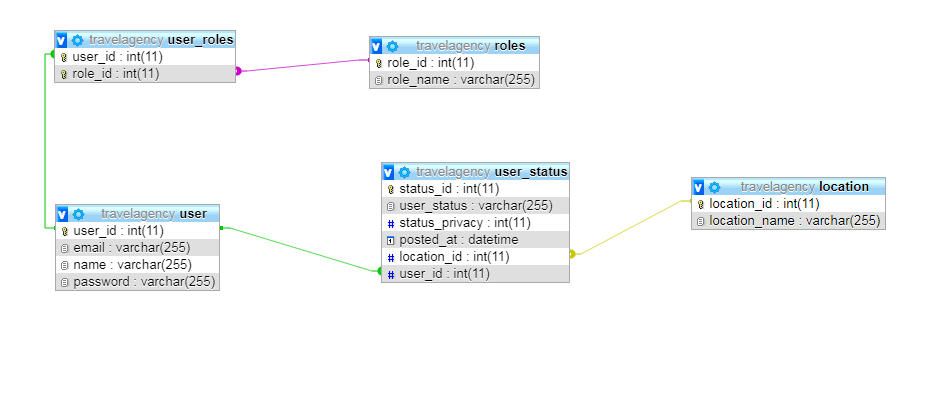 travelagency user_roles
user_id : int(11)
role_id : int(11)
travelagency roles
role_id : int(11)
role_name : varchar(255)
travelagency user_status
status_id : int(11)
user_status : varchar(255)
status_privacy : int(11)
posted_at : datetime
location_id : int(11)
user_id : int(11)
travelagency location
location_id : int(11)
location_name : varchar(255)
travelagency user
user_id : int(11)
email : varchar(255)
name : varchar(255)
password : varchar(255)